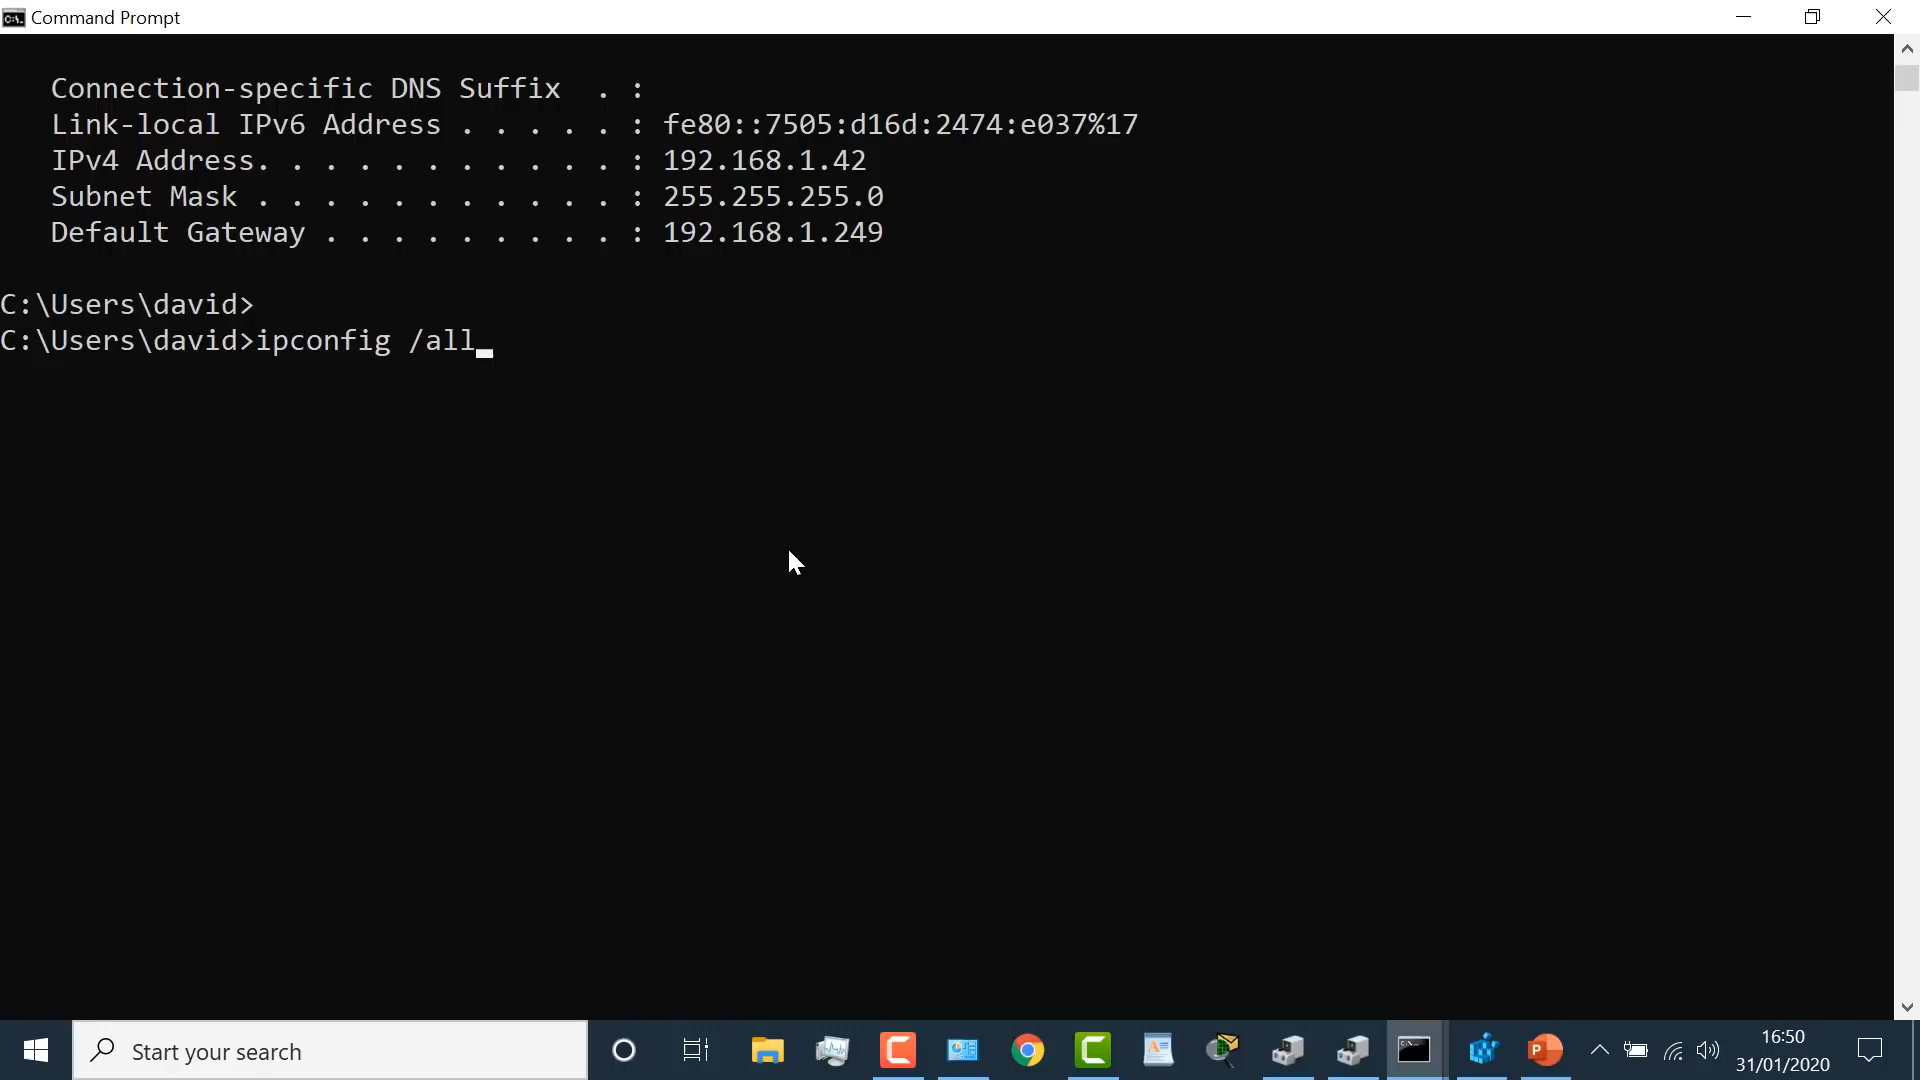 Command Prompt
Connection-specific DNS Suffix  . :
Link-local IPv6 Address . . . . . : fe80::7505:d16d:2474:e037%17
IPv4 Address. . . . . . . . . . . : 192.168.1.42
Subnet Mask . . . . . . . . . . . : 255.255.255.0
Default Gateway . . . . . . . . . : 192.168.1.249
C:\Users\david>
C:\Users\david>ipconfig /all
Start your search
16:50
31/01/2020